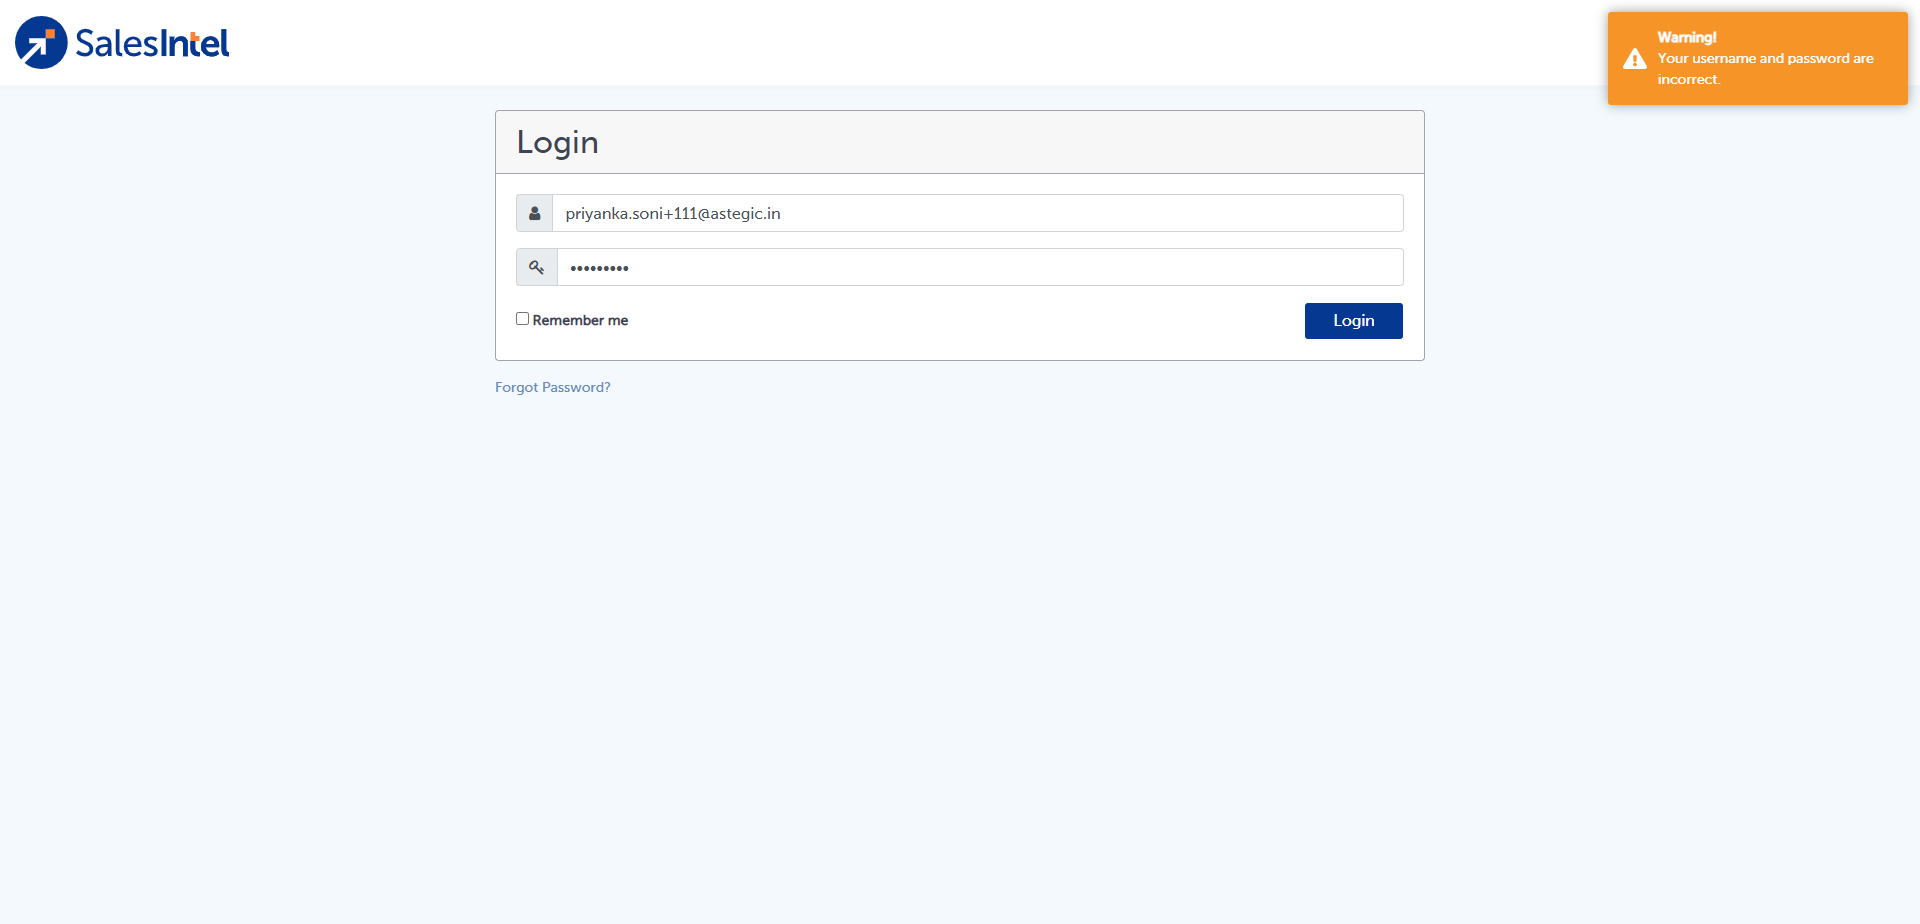 SalesIntel
Warning!
Your username and password are
incorrect.
Login
priyanka.soni+111@astegic.in
•••••••••
Remember me
Login
Forgot Password?